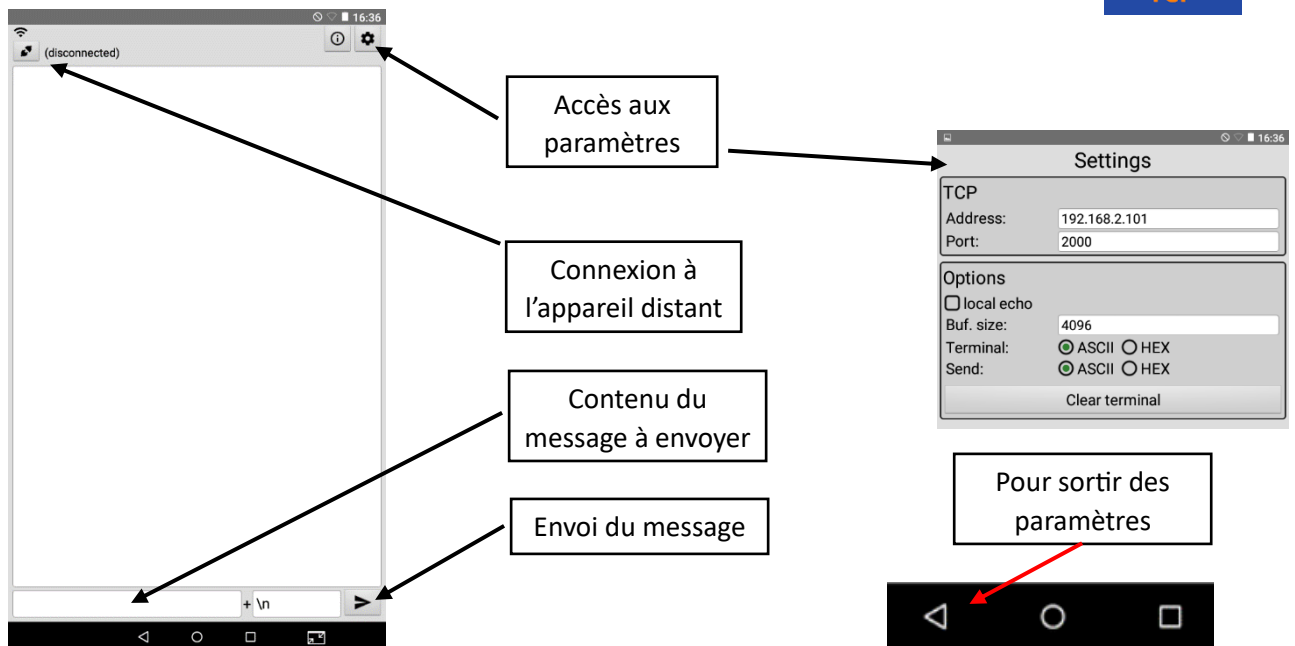 16:36
(disconnected)
Accès aux
paramètres
Connexion à
l’appareil distant
Contenu du
message à envoyer
Envoi du message
+ \n
16:36
Settings
TCP
Address: 192.168.2.101
Port: 2000
Options
local echo
Buf. size: 4096
Terminal: ASCII HEX
Send: ASCII HEX
Clear terminal
Pour sortir des
paramètres